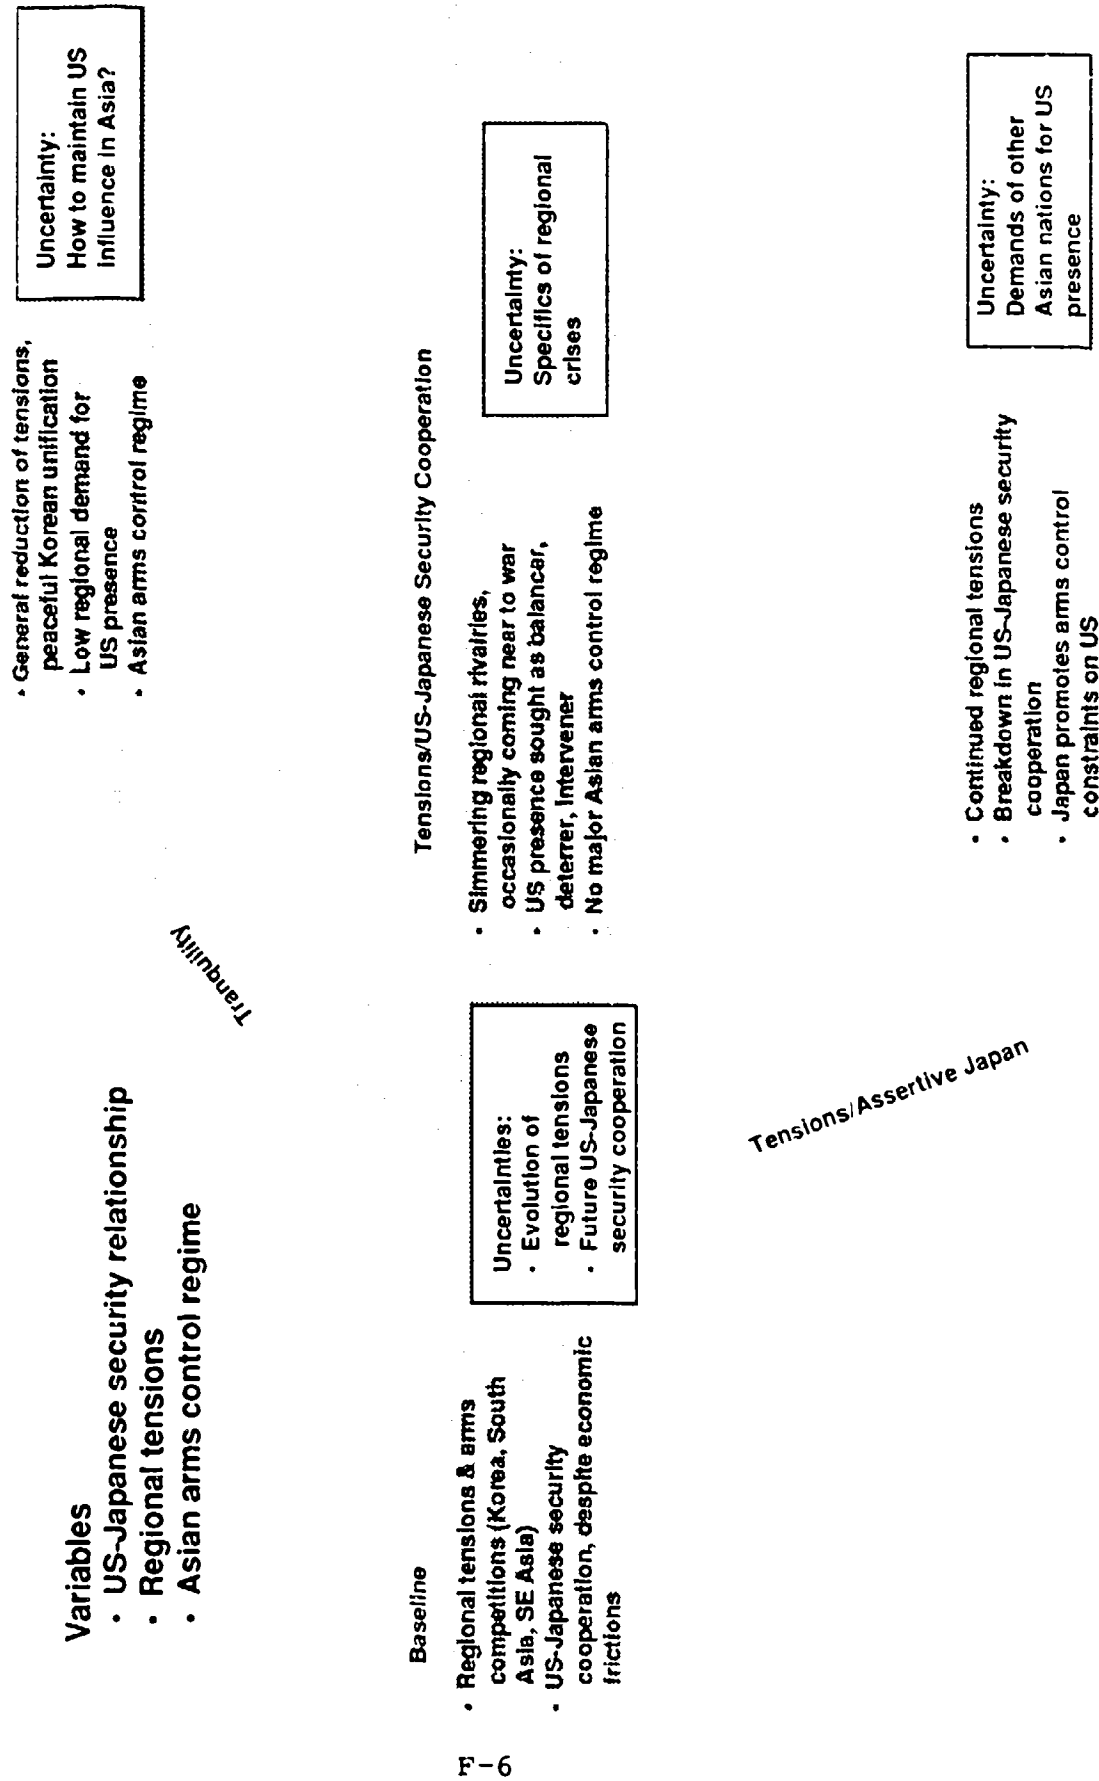 Variables
• US-Japanese security relationship
• Regional tensions
• Asian arms control regime
Tranquility
• General reduction of tensions,
peaceful Korean unification
• Low regional demand for
US presence
• Asian arms control regime
Uncertainty:
How to maintain US
influence in Asia?
Baseline
• Regional tensions & arms
competitions (Korea, South
Asia, SE Asia)
• US-Japanese security
cooperation, despite economic
frictions
Uncertainties:
• Evolution of
regional tensions
• Future US-Japanese
security cooperation
Tensions/US-Japanese Security Cooperation
• Simmering regional rivalries,
occasionally coming near to war
• US presence sought as balancer,
deterrer, intervener
• No major Asian arms control regime
Uncertainty:
Specifics of regional
crises
Tensions/Assertive Japan
• Continued regional tensions
• Breakdown in US-Japanese security
cooperation
• Japan promotes arms control
constraints on US
Uncertainty:
Demands of other
Asian nations for US
presence
F-6